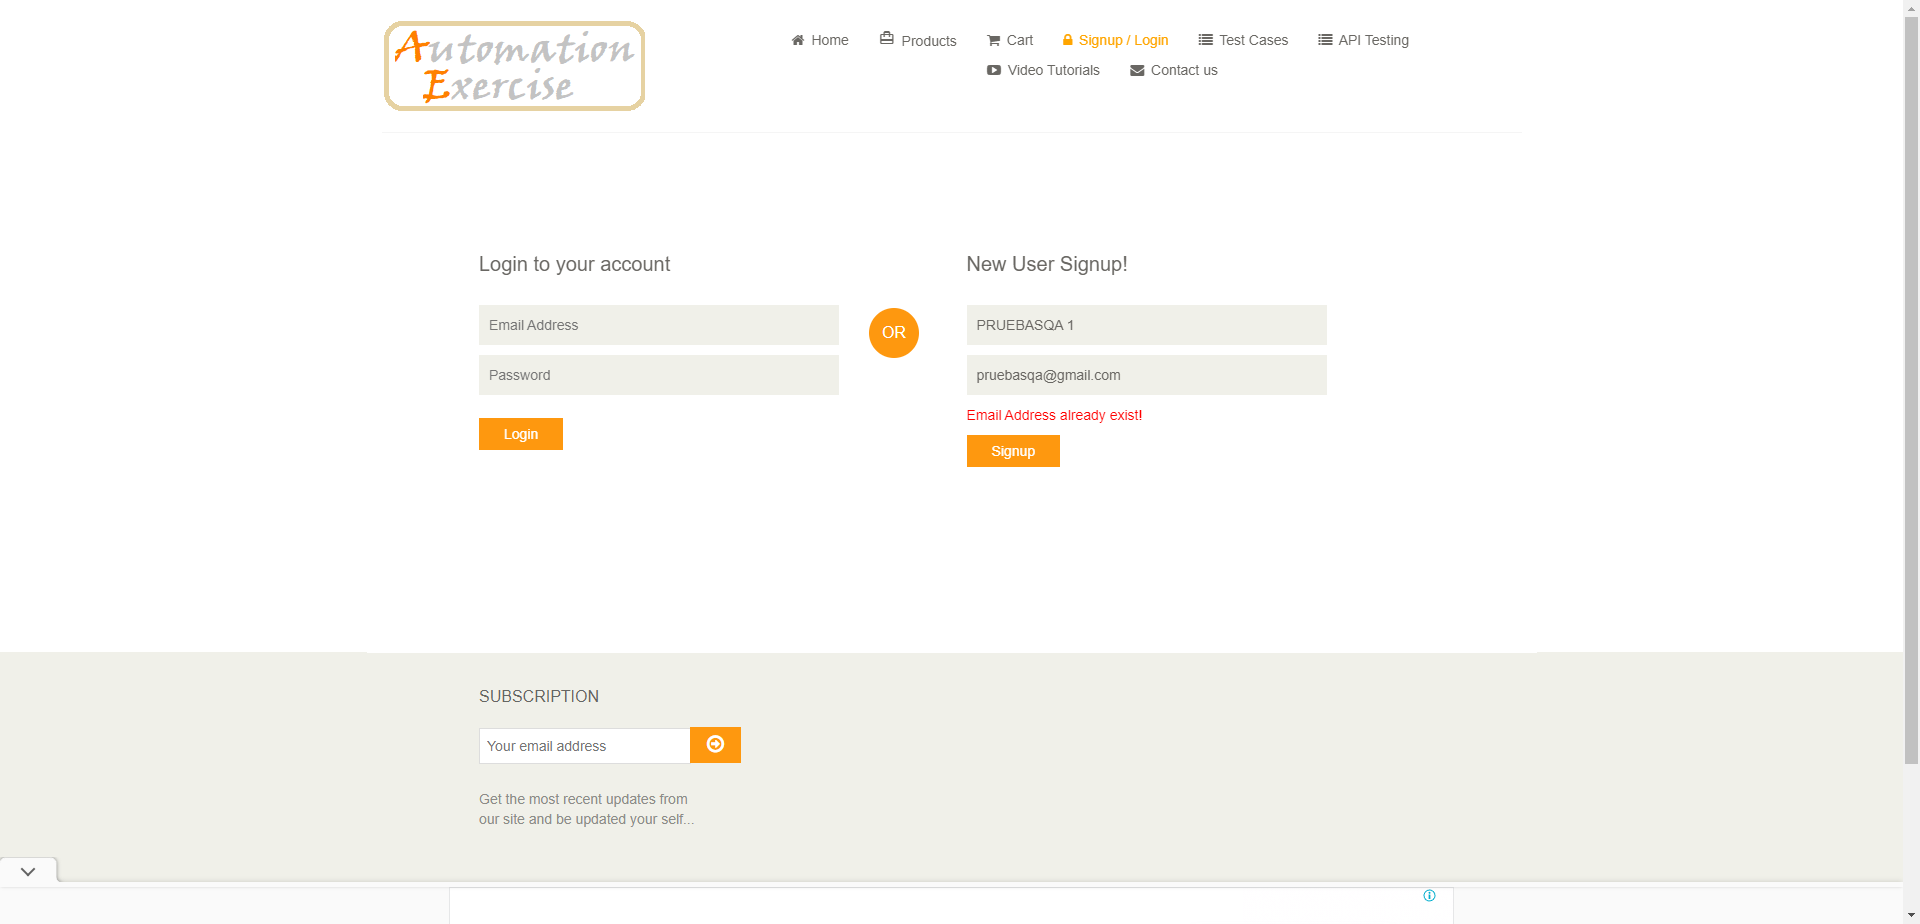 Automation
Exercise
Home
Products
Cart
Signup / Login
Test Cases
API Testing
Video Tutorials
Contact us
Login to your account
Email Address
Password
Login
OR
New User Signup!
PRUEBASQA 1
pruebasqa@gmail.com
Email Address already exist!
Signup
SUBSCRIPTION
Your email address
Get the most recent updates from
our site and be updated your self...